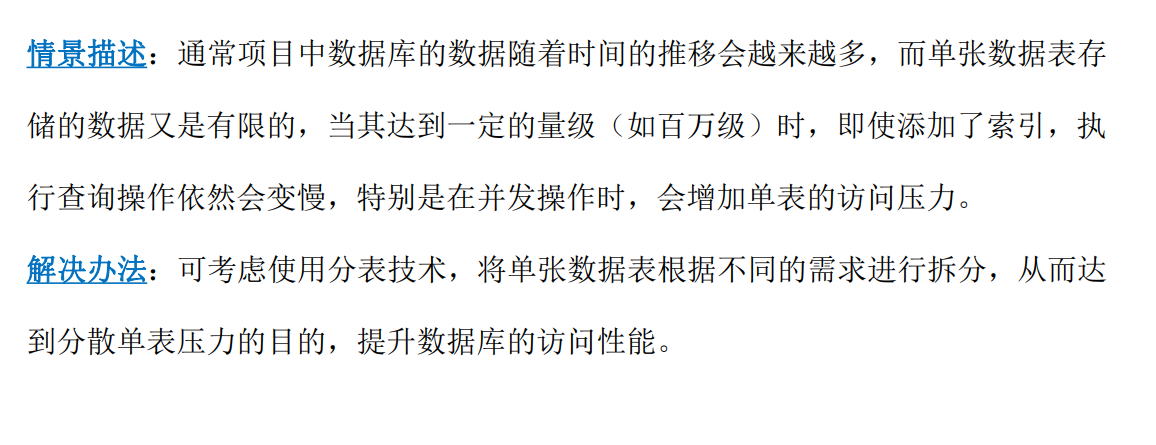 情景描述：通常项目中数据库的数据随着时间的推移会越来越多，而单张数据表存
储的数据又是有限的，当其达到一定的量级（如百万级）时，即使添加了索引，执
行查询操作依然会变慢，特别是在并发操作时，会增加单表的访问压力。
解决办法：可考虑使用分表技术，将单张数据表根据不同的需求进行拆分，从而达
到分散单表压力的目的，提升数据库的访问性能。